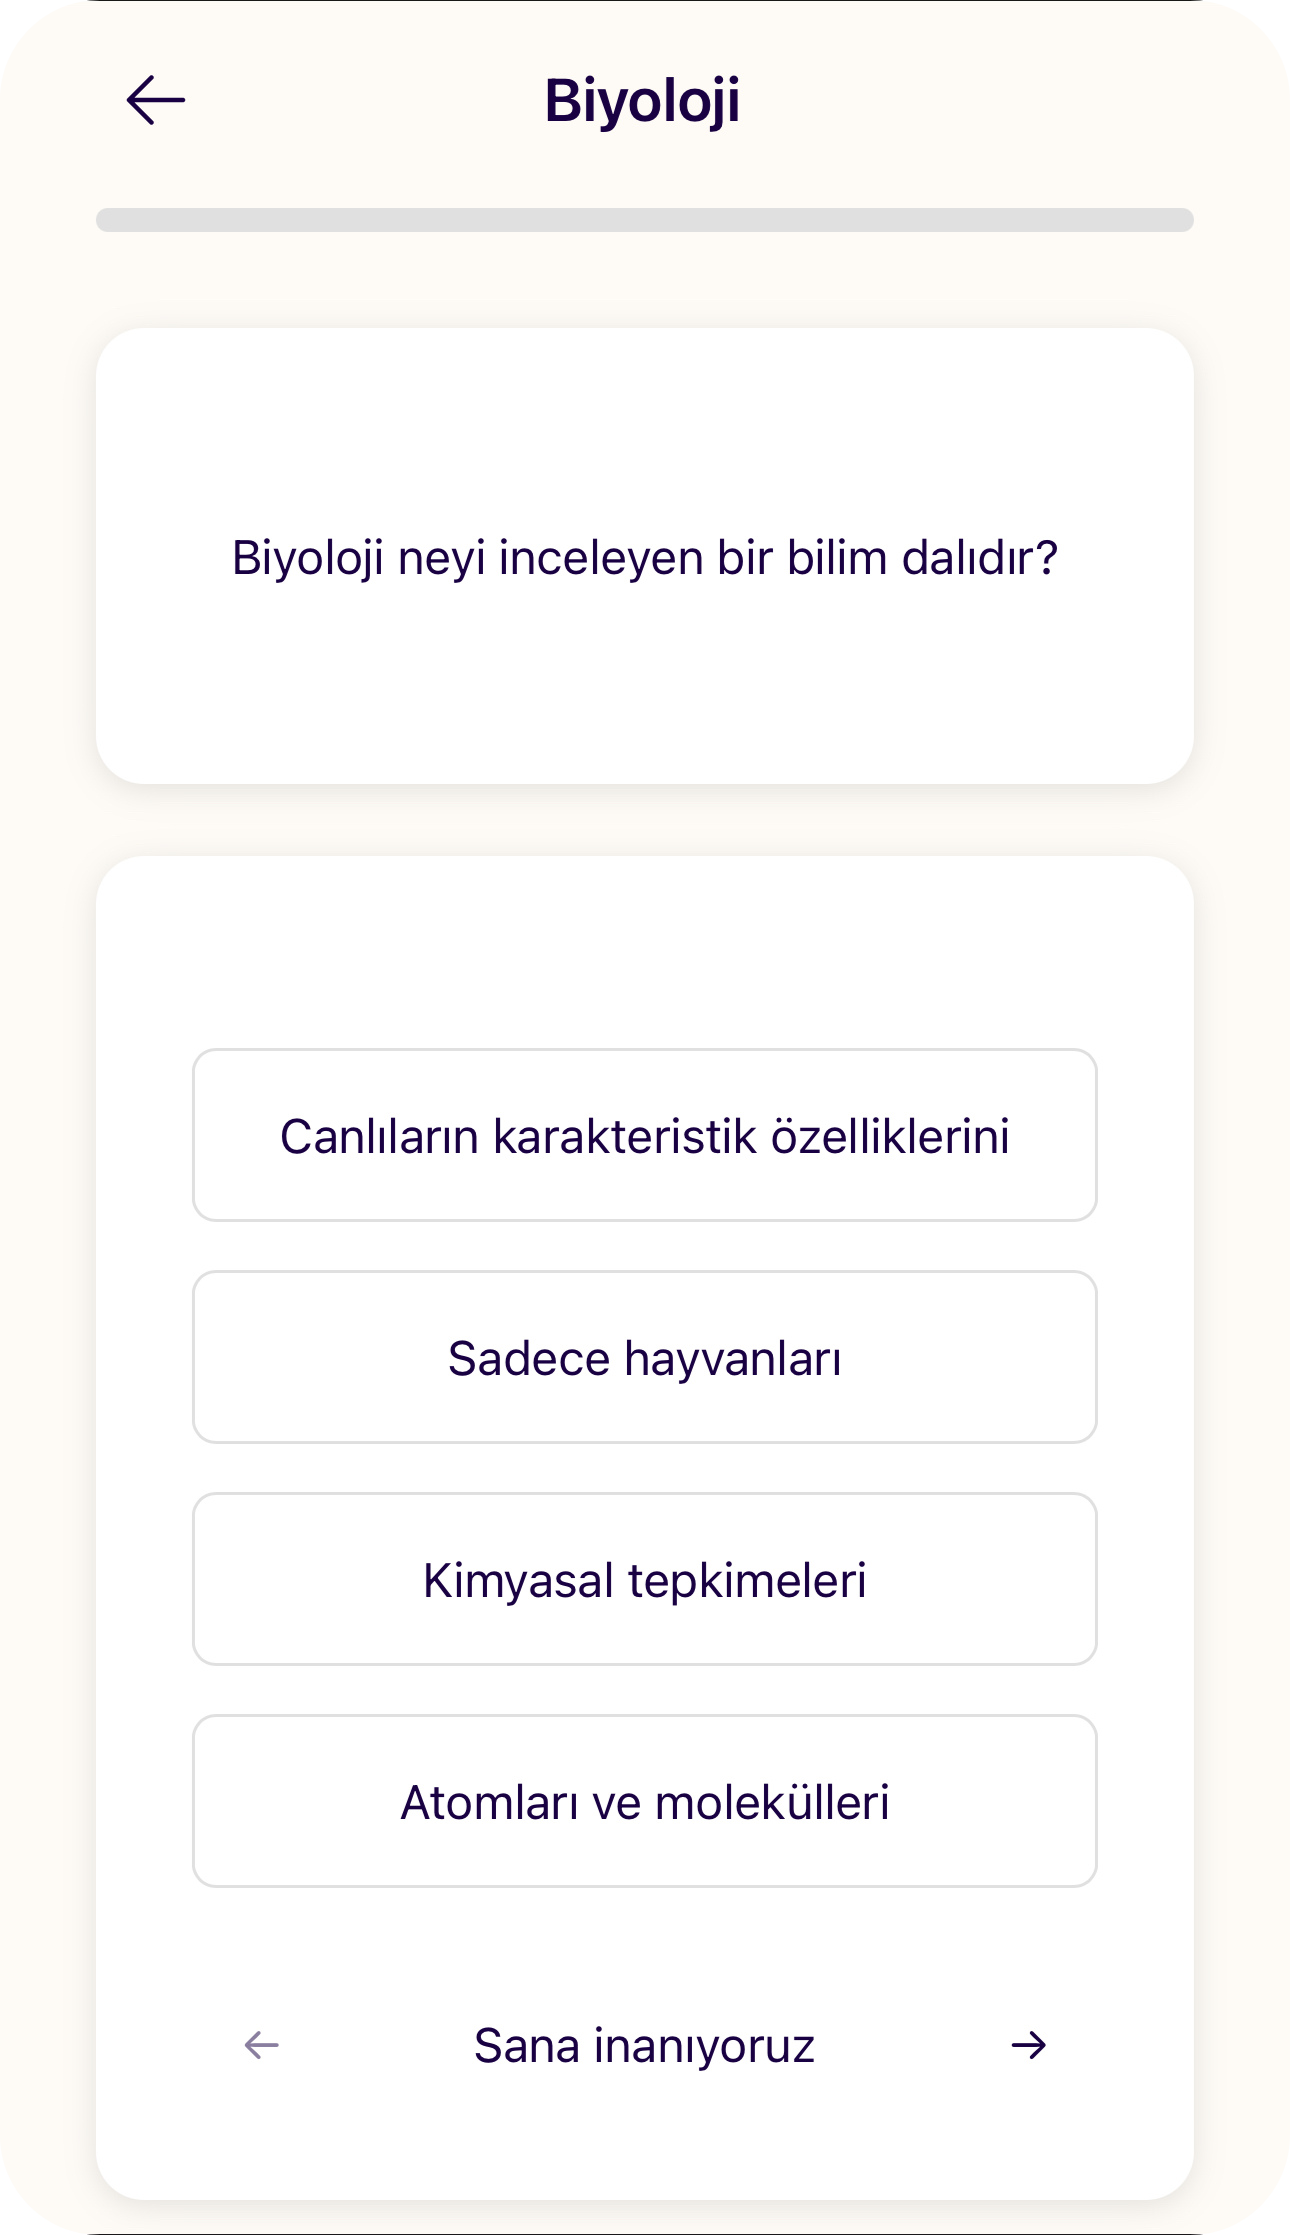 Biyoloji
Biyoloji neyi inceleyen bir bilim dalıdır?
Canlıların karakteristik özelliklerini
Sadece hayvanları
Kimyasal tepkimeleri
Atomları ve molekülleri
Sana inanıyoruz